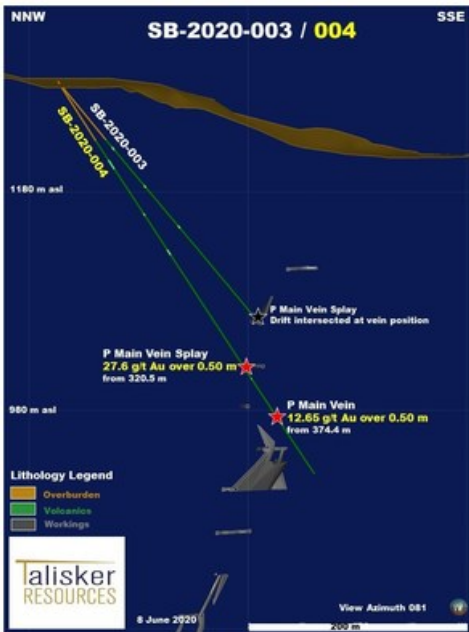 NNW
SB-2020-003 / 004
SSE
SB-2020-003
SB-2020-004
1180 m asl
P Main Vein Splay
Drift intersected at vein position
P Main Vein Splay
27.6 g/t Au over 0.50 m
from 320.5 m
P Main Vein
12.65 g/t Au over 0.50 m
from 374.4 m
980 m asl
Lithology Legend
Overburden
Volcanics
Workings
Talisker
RESOURCES
8 June 2020
View Azimuth 081
200 m